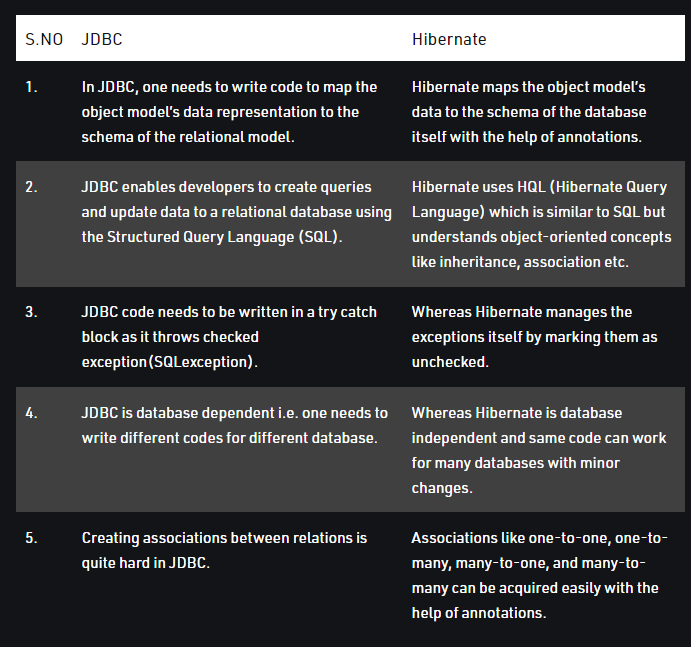 S.NO JDBC Hibernate
1. In JDBC, one needs to write code to map the object model’s data representation to the schema of the relational model. Hibernate maps the object model’s data to the schema of the database itself with the help of annotations.
2. JDBC enables developers to create queries and update data to a relational database using the Structured Query Language (SQL). Hibernate uses HQL (Hibernate Query Language) which is similar to SQL but understands object-oriented concepts like inheritance, association etc.
3. JDBC code needs to be written in a try catch block as it throws checked exception(SQLexception). Whereas Hibernate manages the exceptions itself by marking them as unchecked.
4. JDBC is database dependent i.e. one needs to write different codes for different database. Whereas Hibernate is database independent and same code can work for many databases with minor changes.
5. Creating associations between relations is quite hard in JDBC. Associations like one-to-one, one-to-many, many-to-one, and many-to-many can be acquired easily with the help of annotations.